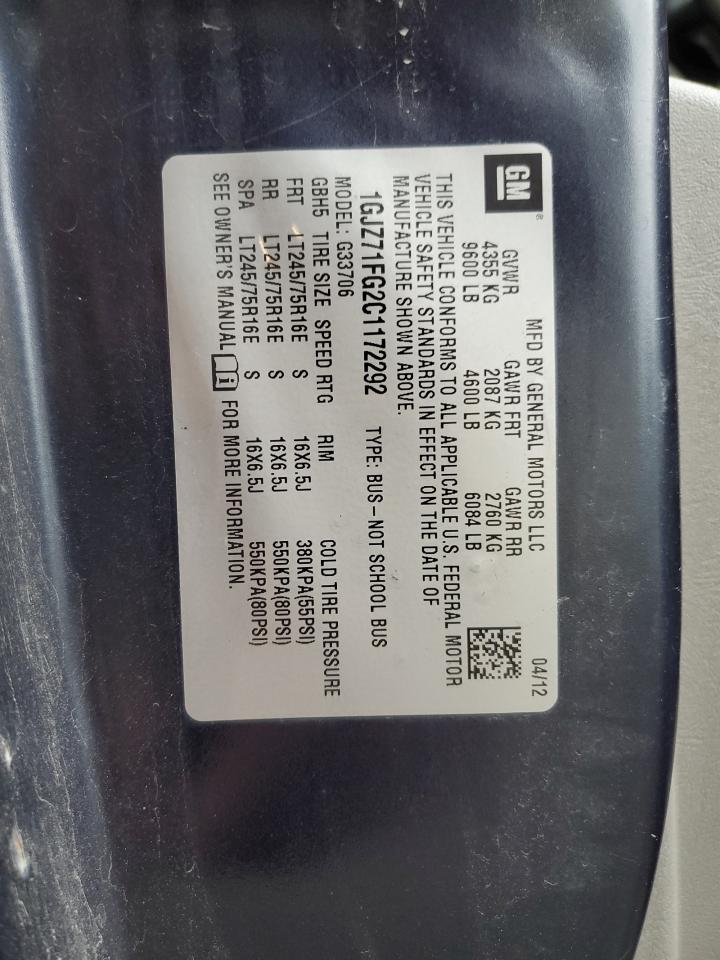 GM®
MFD BY GENERAL MOTORS LLC 04/12
GVWR GAWR FRT GAWR RR
4355 KG 2087 KG 2760 KG
9600 LB 4600 LB 6084 LB
THIS VEHICLE CONFORMS TO ALL APPLICABLE U.S. FEDERAL MOTOR
VEHICLE SAFETY STANDARDS IN EFFECT ON THE DATE OF
MANUFACTURE SHOWN ABOVE.
1GJZ71FG2C1172292 TYPE: BUS–NOT SCHOOL BUS
MODEL: G33706
GBH5 TIRE SIZE SPEED RTG RIM COLD TIRE PRESSURE
FRT LT245/75R16E S 16X6.5J 380KPA(55PSI)
RR LT245/75R16E S 16X6.5J 550KPA(80PSI)
SPA LT245/75R16E S 16X6.5J 550KPA(80PSI)
SEE OWNER'S MANUAL i FOR MORE INFORMATION.